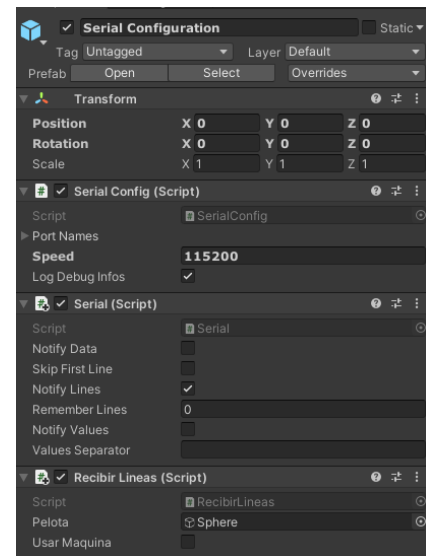 Serial Configuration Static
Tag Untagged Layer Default
Prefab Open Select Overrides
Transform
Position X 0 Y 0 Z 0
Rotation X 0 Y 0 Z 0
Scale X 1 Y 1 Z 1
# Serial Config (Script)
Script # SerialConfig
Port Names
Speed 115200
Log Debug Infos
# Serial (Script)
Script # Serial
Notify Data
Skip First Line
Notify Lines
Remember Lines 0
Notify Values
Values Separator
# Recibir Lineas (Script)
Script # RecibirLineas
Pelota Sphere
Usar Maquina